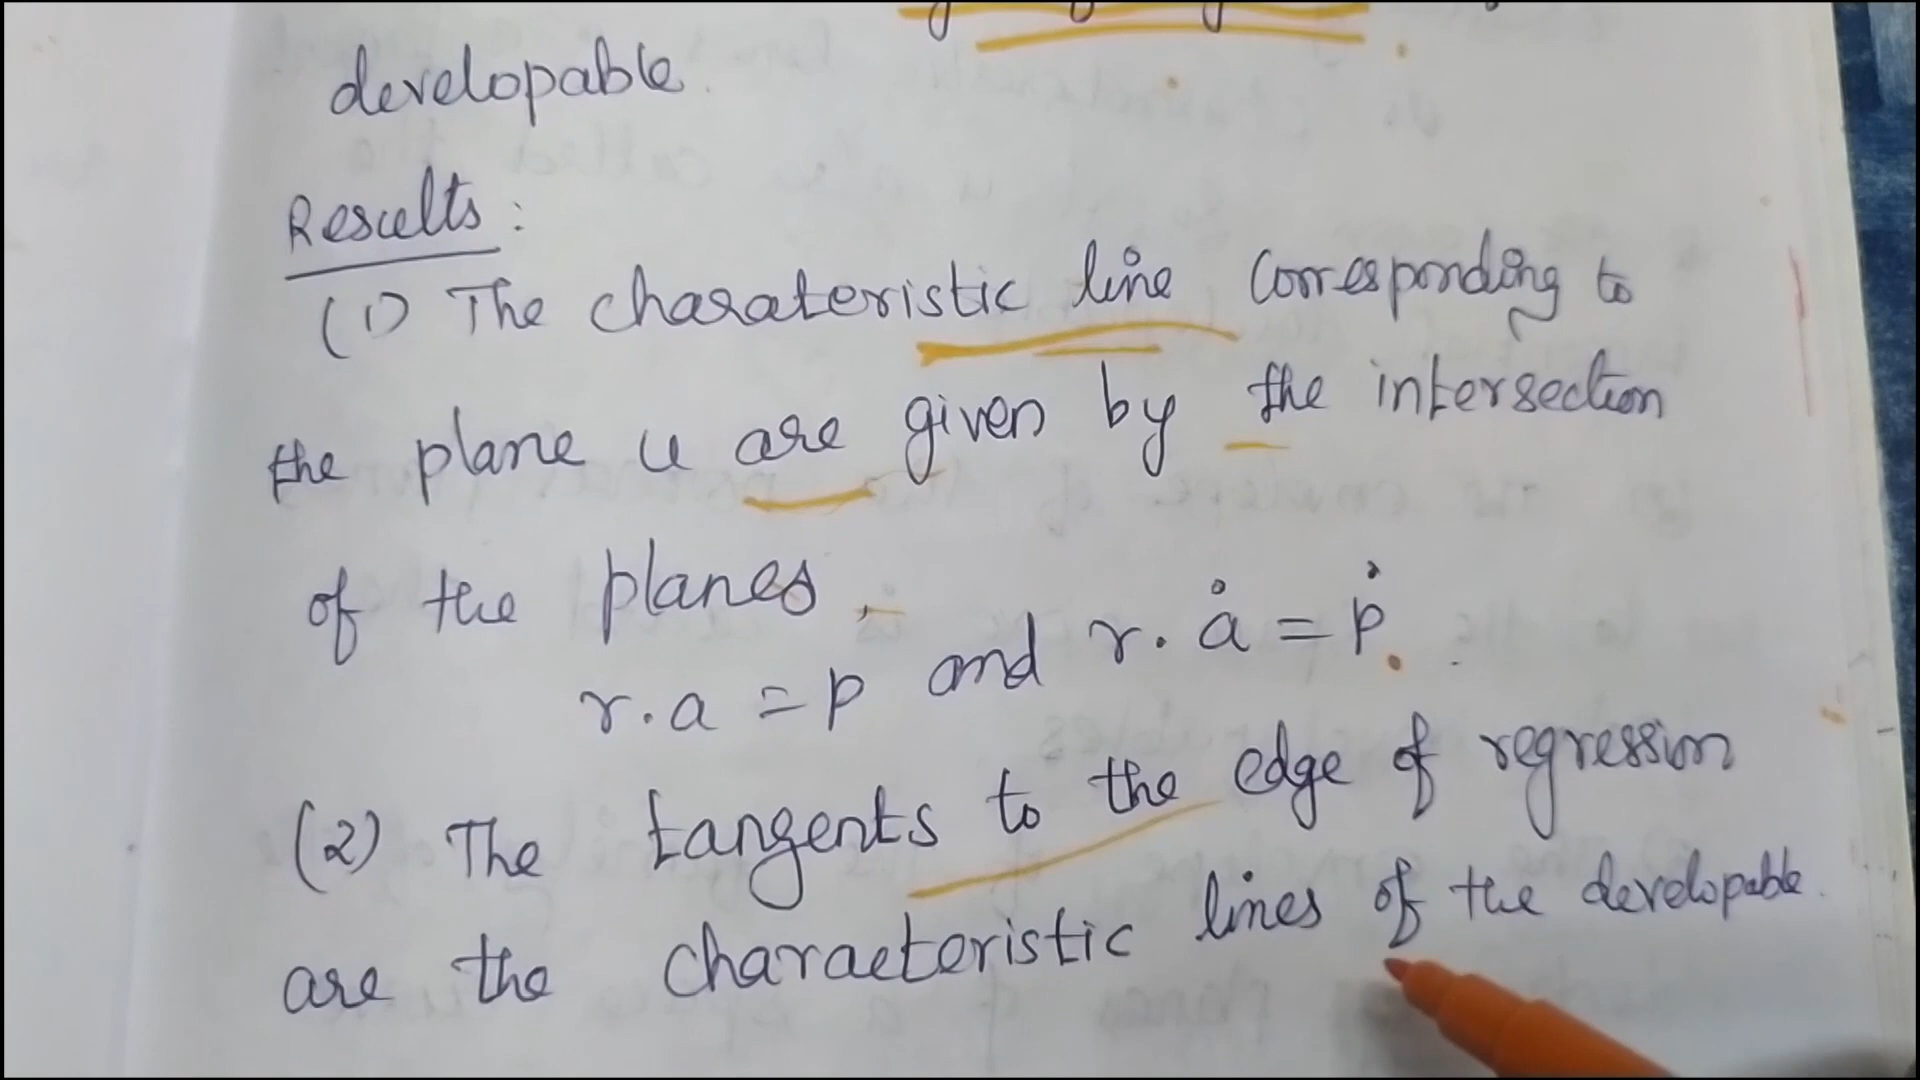 developable.
Results :
(1) The charateristic line corresponding to
the plane u are given by the intersection
of the planes
r. a = p and r. ȧ = ṗ.
(2) The tangents to the edge of regression
are the characteristic lines of the developable.